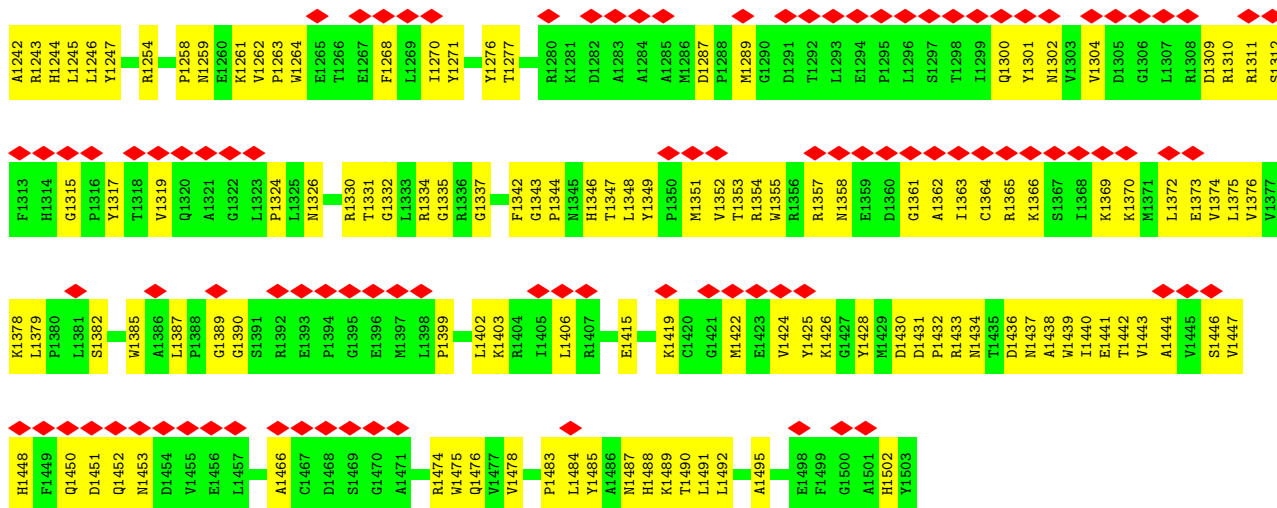 A1242 R1243 H1244 L1245 L1246 Y1247 R1254 P1258 N1259 E1260 K1261 V1262 P1263 W1264 E1265 T1266 E1267 F1268 L1269 I1270 Y1271 Y1276 T1277 R1280 K1281 D1282 A1283 A1284 A1285 M1286 D1287 P1288 M1289 G1290 D1291 T1292 L1293 E1294 P1295 L1296 S1297 T1298 I1299 Q1300 Y1301 N1302 V1303 V1304 D1305 G1306 L1307 R1308 D1309 R1310 R1311 S1312
F1313 H1314 G1315 P1316 Y1317 T1318 V1319 Q1320 A1321 G1322 L1323 P1324 L1325 N1326 R1330 T1331 G1332 L1333 R1334 G1335 R1336 G1337 F1342 G1343 P1344 N1345 H1346 T1347 L1348 Y1349 P1350 M1351 V1352 T1353 R1354 W1355 R1356 R1357 N1358 E1359 D1360 G1361 A1362 I1363 C1364 R1365 K1366 S1367 I1368 K1369 K1370 M1371 L1372 E1373 V1374 L1375 V1376 V1377
K1378 L1379 P1380 L1381 S1382 W1385 A1386 L1387 P1388 G1389 G1390 S1391 R1392 E1393 P1394 G1395 E1396 M1397 L1398 P1399 L1402 K1403 R1404 I1405 L1406 R1407 E1415 K1419 C1420 G1421 M1422 E1423 V1424 Y1425 K1426 G1427 Y1428 M1429 D1430 D1431 P1432 R1433 N1434 T1435 D1436 N1437 A1438 W1439 I1440 E1441 T1442 V1443 A1444 V1445 S1446 V1447
H1448 F1449 Q1450 D1451 Q1452 N1453 D1454 V1455 E1456 L1457 A1466 C1467 D1468 S1469 G1470 A1471 R1474 W1475 Q1476 V1477 V1478 P1483 L1484 Y1485 A1486 N1487 H1488 K1489 T1490 L1491 L1492 A1495 E1498 F1499 G1500 A1501 H1502 Y1503